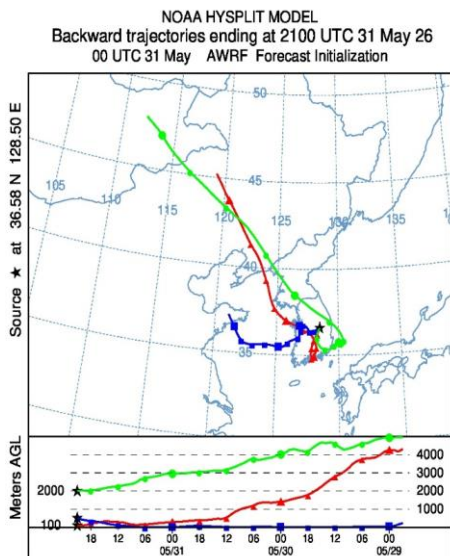 NOAA HYSPLIT MODEL
Backward trajectories ending at 2100 UTC 31 May 26
00 UTC 31 May AWRF Forecast Initialization
Source ★ at 36.58 N 128.50 E
50
105
110
115
120
125
130
135
135
45
40
35
Meters AGL
2000
100
4000
3000
2000
1000
18 12 06 00 18 12 06 00 18 12 06 00
05/31 05/30 05/29